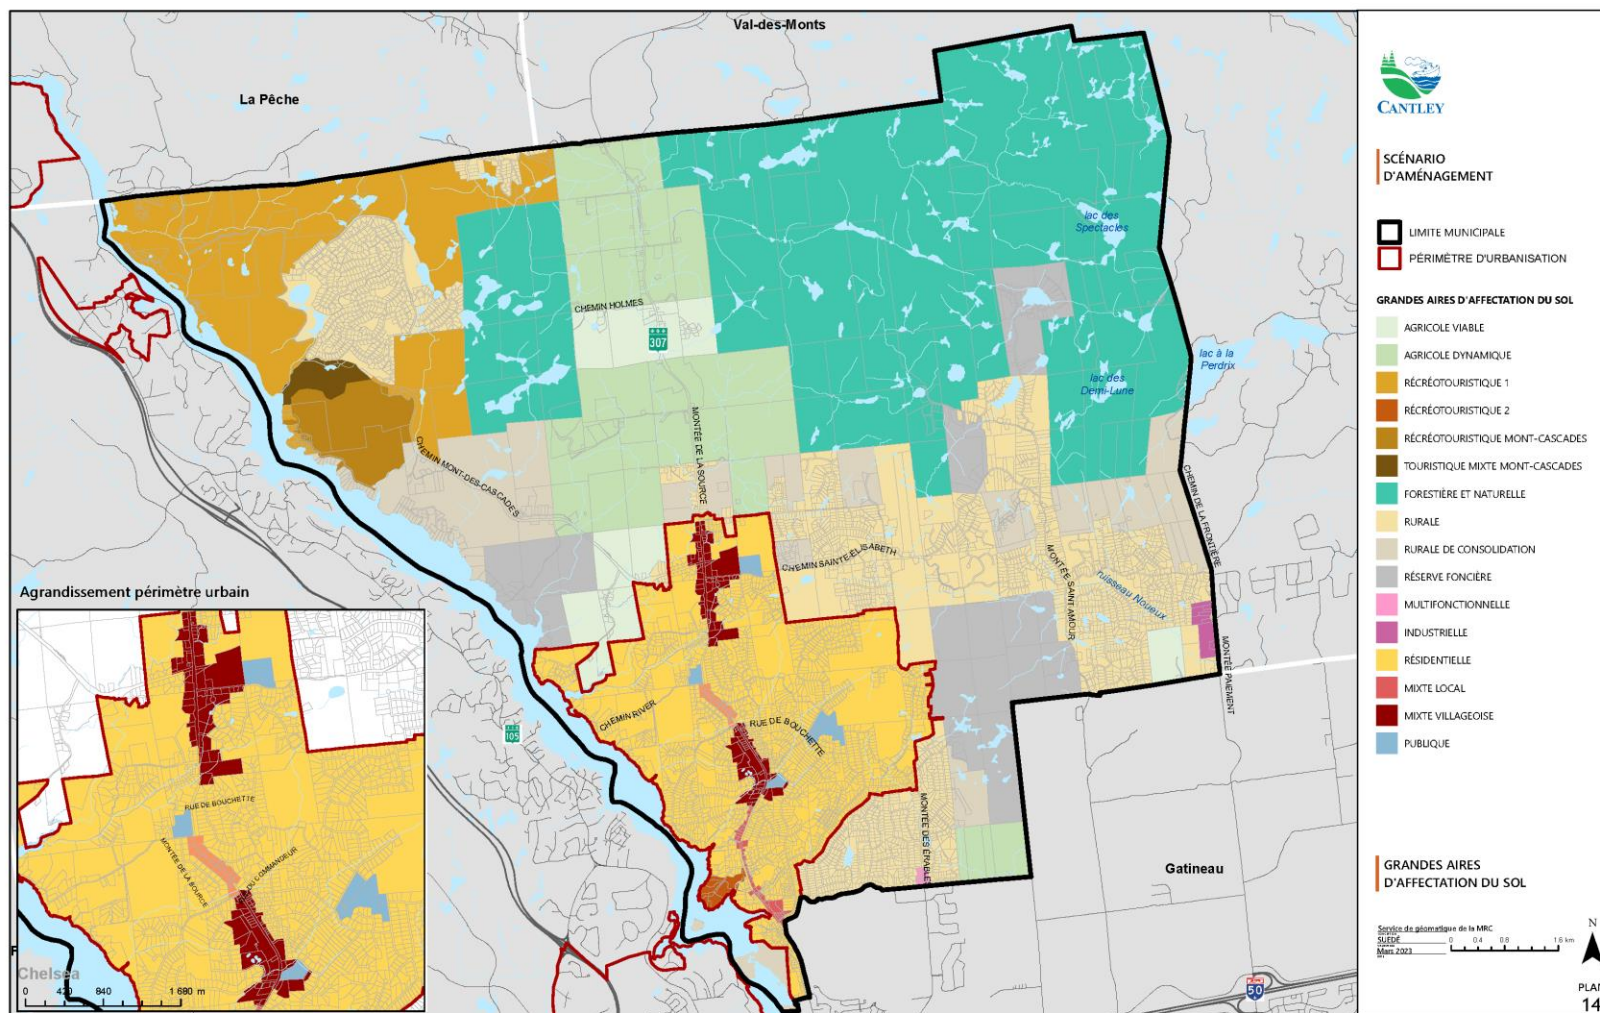 Val-des-Monts
La Pêche
lac des
Spectacles
CHEMIN HOLMES
307
lac à la
Perdrix
lac des
Demi-Lune
MONTÉE DE LA SOURCE
CHEMIN MONT-DES-CASCADES
CHEMIN DE LA FRONTIÈRE
CHEMIN SAINTE-ÉLISABETH
MONTÉE SAINT AMOUR
ruisseau Noueux
MONTÉE PAIEMENT
CHEMIN RIVER
RUE DE BOUCHETTE
105
MONTÉE DES ÉRABLES
Gatineau
50
Agrandissement périmètre urbain
RUE DE BOUCHETTE
MONTÉE DE LA SOURCE
DU COMMANDEUR
Chelsea
0 420 840 1 680 m
CANTLEY
SCÉNARIO
D'AMÉNAGEMENT
LIMITE MUNICIPALE
PÉRIMÈTRE D'URBANISATION
GRANDES AIRES D'AFFECTATION DU SOL
AGRICOLE VIABLE
AGRICOLE DYNAMIQUE
RÉCRÉOTOURISTIQUE 1
RÉCRÉOTOURISTIQUE 2
RÉCRÉOTOURISTIQUE MONT-CASCADES
TOURISTIQUE MIXTE MONT-CASCADES
FORESTIÈRE ET NATURELLE
RURALE
RURALE DE CONSOLIDATION
RÉSERVE FONCIÈRE
MULTIFONCTIONNELLE
INDUSTRIELLE
RÉSIDENTIELLE
MIXTE LOCAL
MIXTE VILLAGEOISE
PUBLIQUE
GRANDES AIRES
D'AFFECTATION DU SOL
Service de géomatique de la MRC
SUEDÉ
Mars 2023
0 0.4 0.8 1.6 km
N
PLAN
14